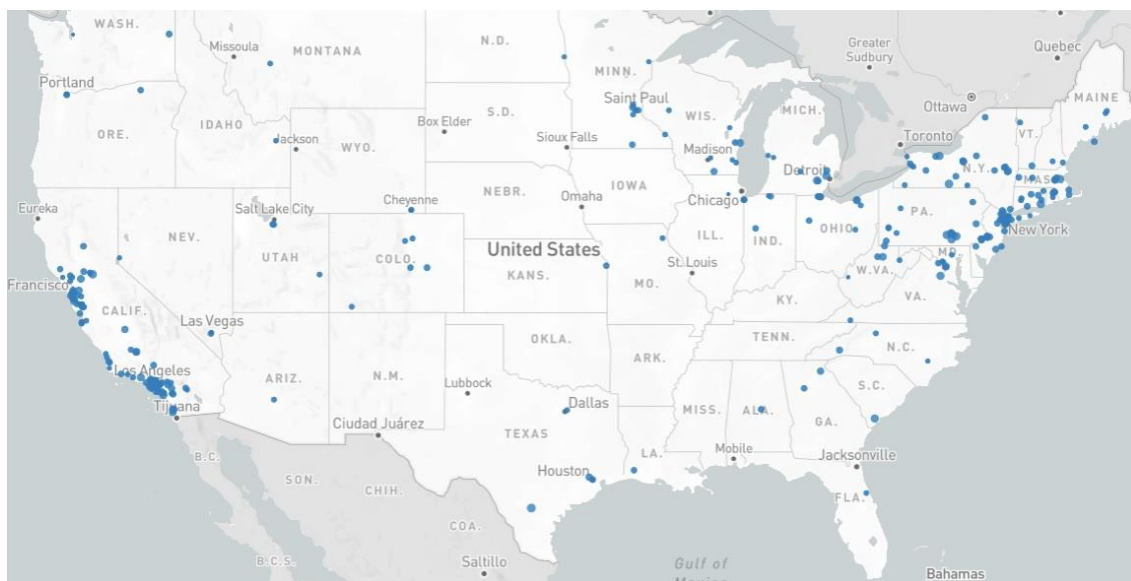 WASH.
Missoula
MONTANA
N.D.
MINN.
Greater
Sudbury
Quebec
Portland
Saint Paul
Ottawa
MAINE
ORE.
IDAHO
Jackson
WYO.
Box Elder
S.D.
Sioux Falls
WIS.
Madison
MICH.
Toronto
VT.
Detroit
N.Y.
MASS
Eureka
Salt Lake City
Cheyenne
NEBR.
Omaha
IOWA
Chicago
PA.
New York
NEV.
UTAH
COLO.
United States
KANS.
ILL.
IND.
OHIO
MD.
St. Louis
W.VA.
Francisco
CALIF.
MO.
KY.
VA.
Las Vegas
OKLA.
TENN.
N.C.
Los Angeles
ARIZ.
N.M.
Lubbock
ARK.
S.C.
Tijuana
Dallas
MISS.
ALA.
GA.
Ciudad Juárez
TEXAS
B.C.
LA.
Mobile
Jacksonville
SON.
CHIH.
Houston
FLA.
COA.
B.C.S.
Saltillo
Gulf of
Mexico
Bahamas